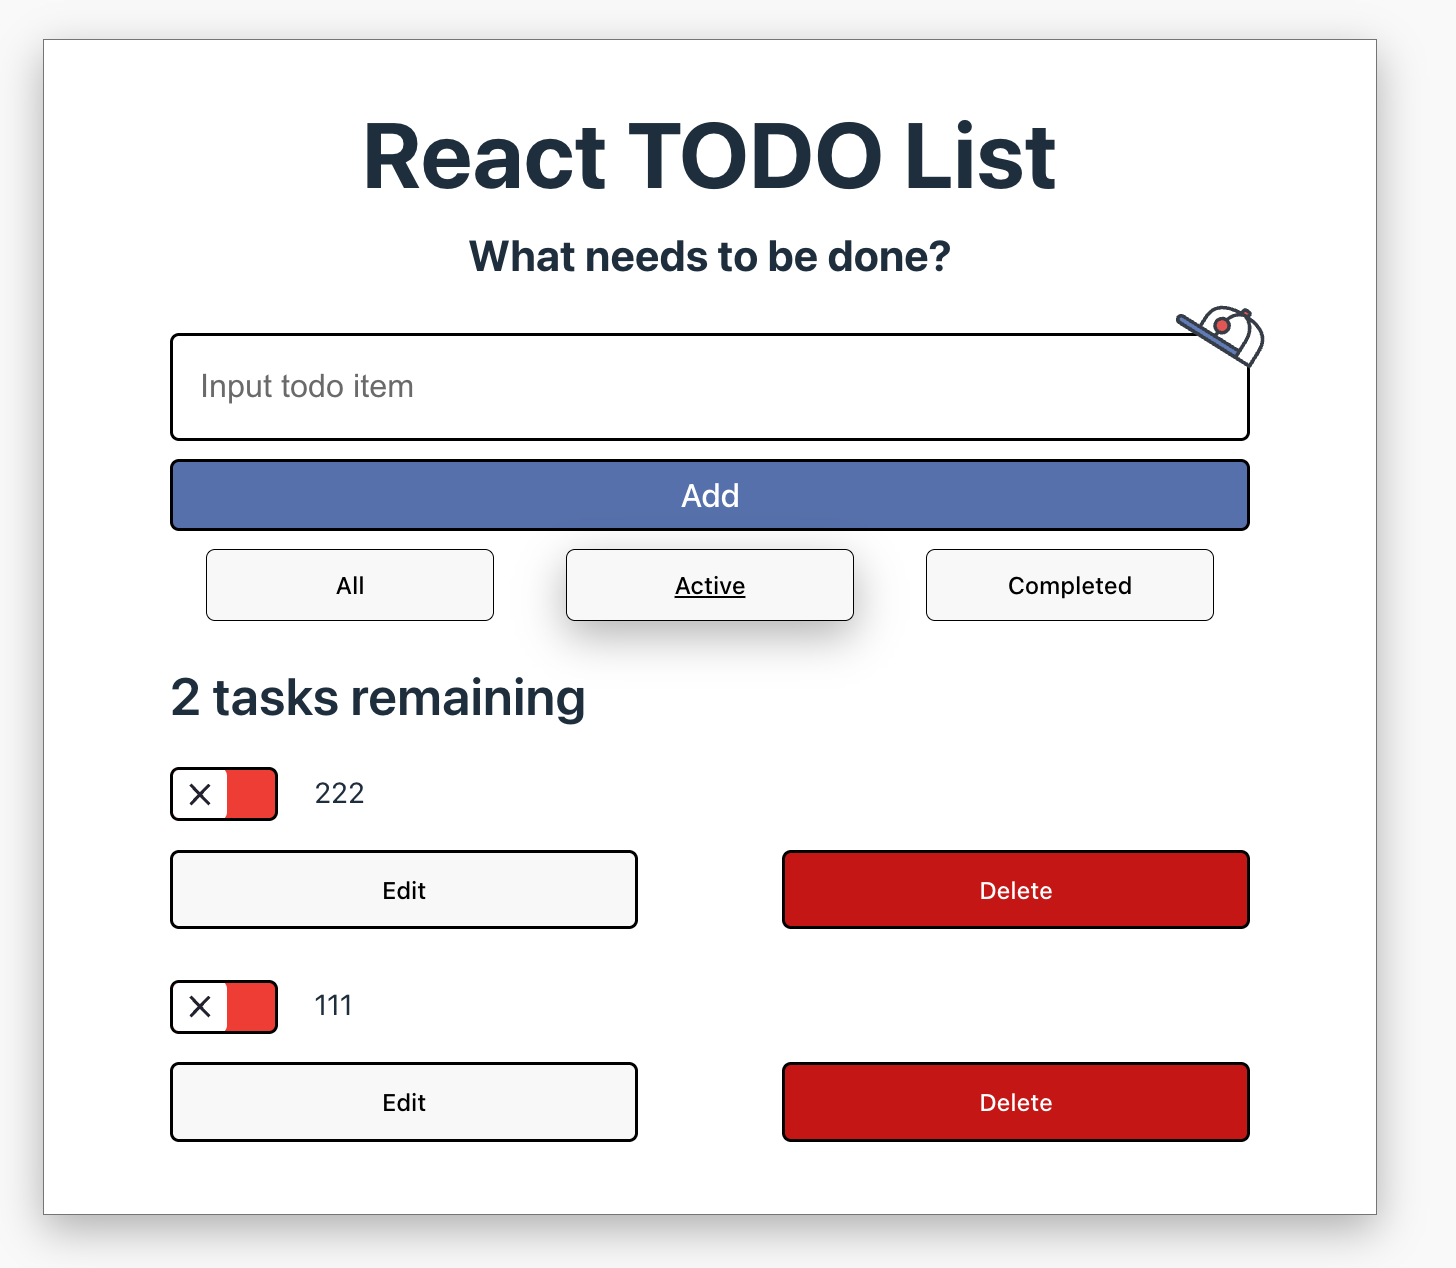 React TODO List
What needs to be done?
Input todo item
Add
All Active Completed
2 tasks remaining
222
Edit Delete
111
Edit Delete